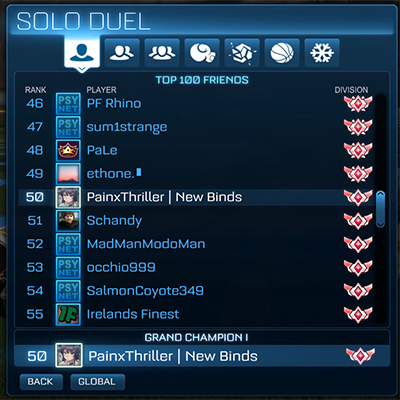 SOLO DUEL
TOP 100 FRIENDS
RANK PLAYER DIVISION
46 PSY NET PF Rhino
47 PSY NET sum1strange
48 PaLe
49 ethone.
50 PainxThriller | New Binds
51 Schandy
52 PSY NET MadManModoMan
53 PSY NET occhio999
54 PSY NET SalmonCoyote349
55 Irelands Finest
GRAND CHAMPION I
50 PainxThriller | New Binds
BACK GLOBAL